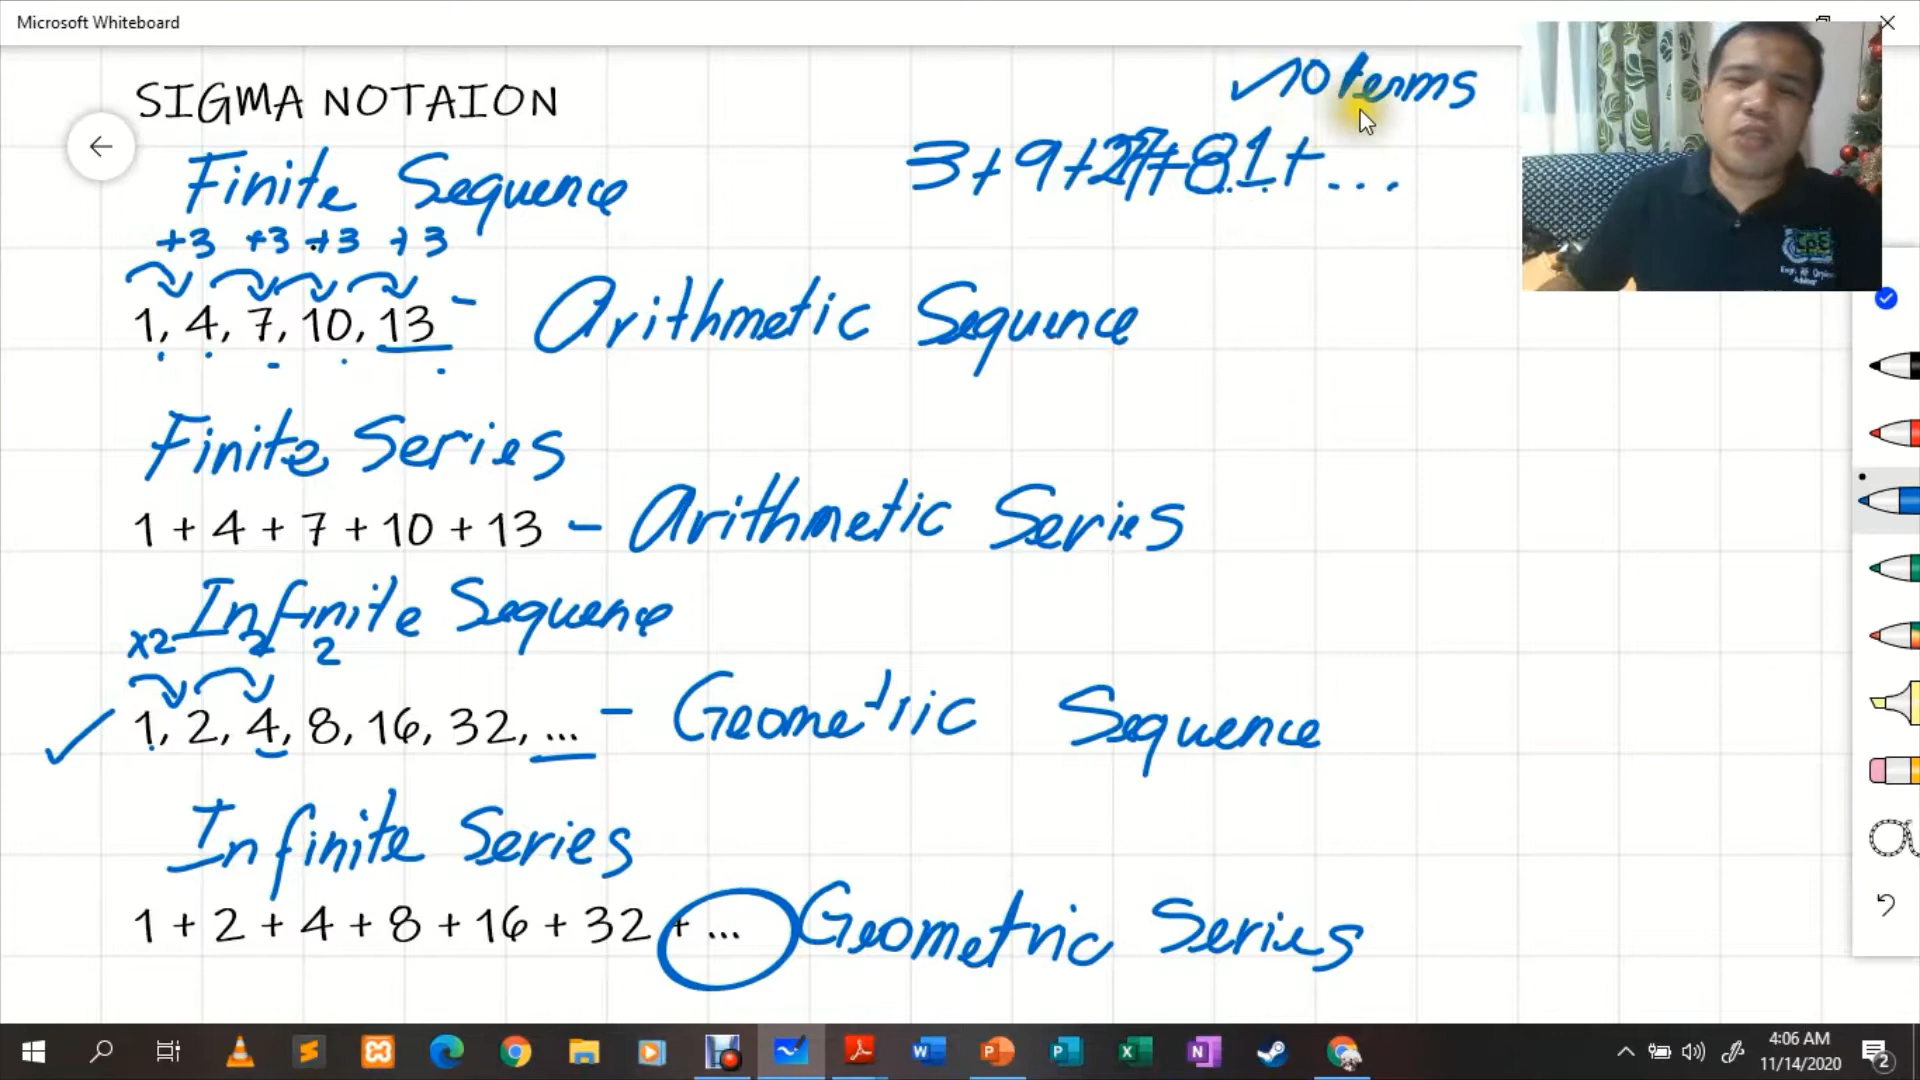 Microsoft Whiteboard
SIGMA NOTAION
✓10 terms
3+9+27+81+...
Finite Sequence
+3 +3 +3 +3
1, 4, 7, 10, 13 - Arithmetic Sequence
Finite Series
1 + 4 + 7 + 10 + 13 - Arithmetic Series
Infinite Sequence
x2 2 2
✓ 1, 2, 4, 8, 16, 32, ... - Geometric Sequence
Infinite Series
1 + 2 + 4 + 8 + 16 + 32 + ... Geometric Series
4:06 AM
11/14/2020
2